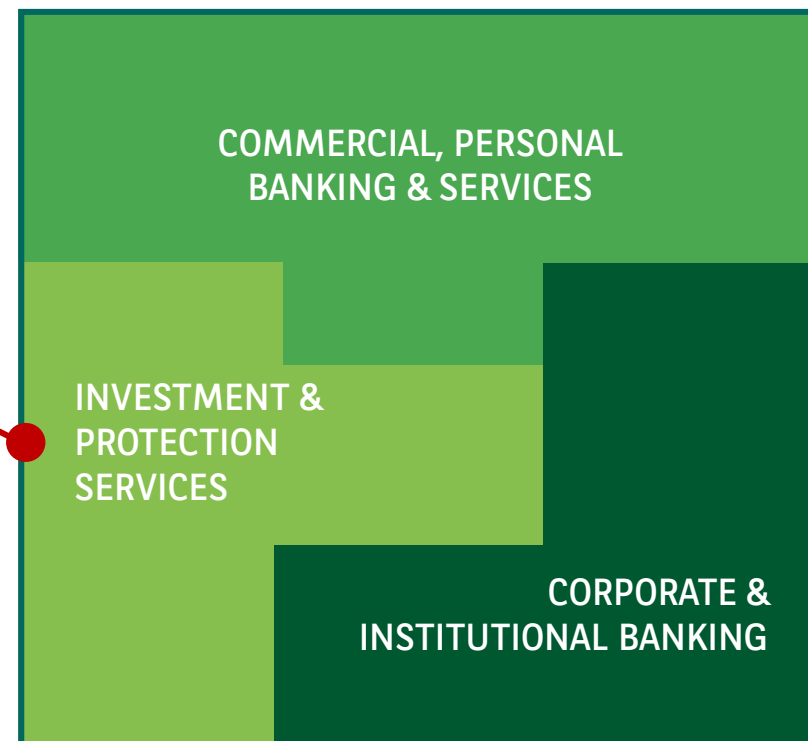 COMMERCIAL, PERSONAL
BANKING & SERVICES
INVESTMENT &
PROTECTION
SERVICES
CORPORATE &
INSTITUTIONAL BANKING